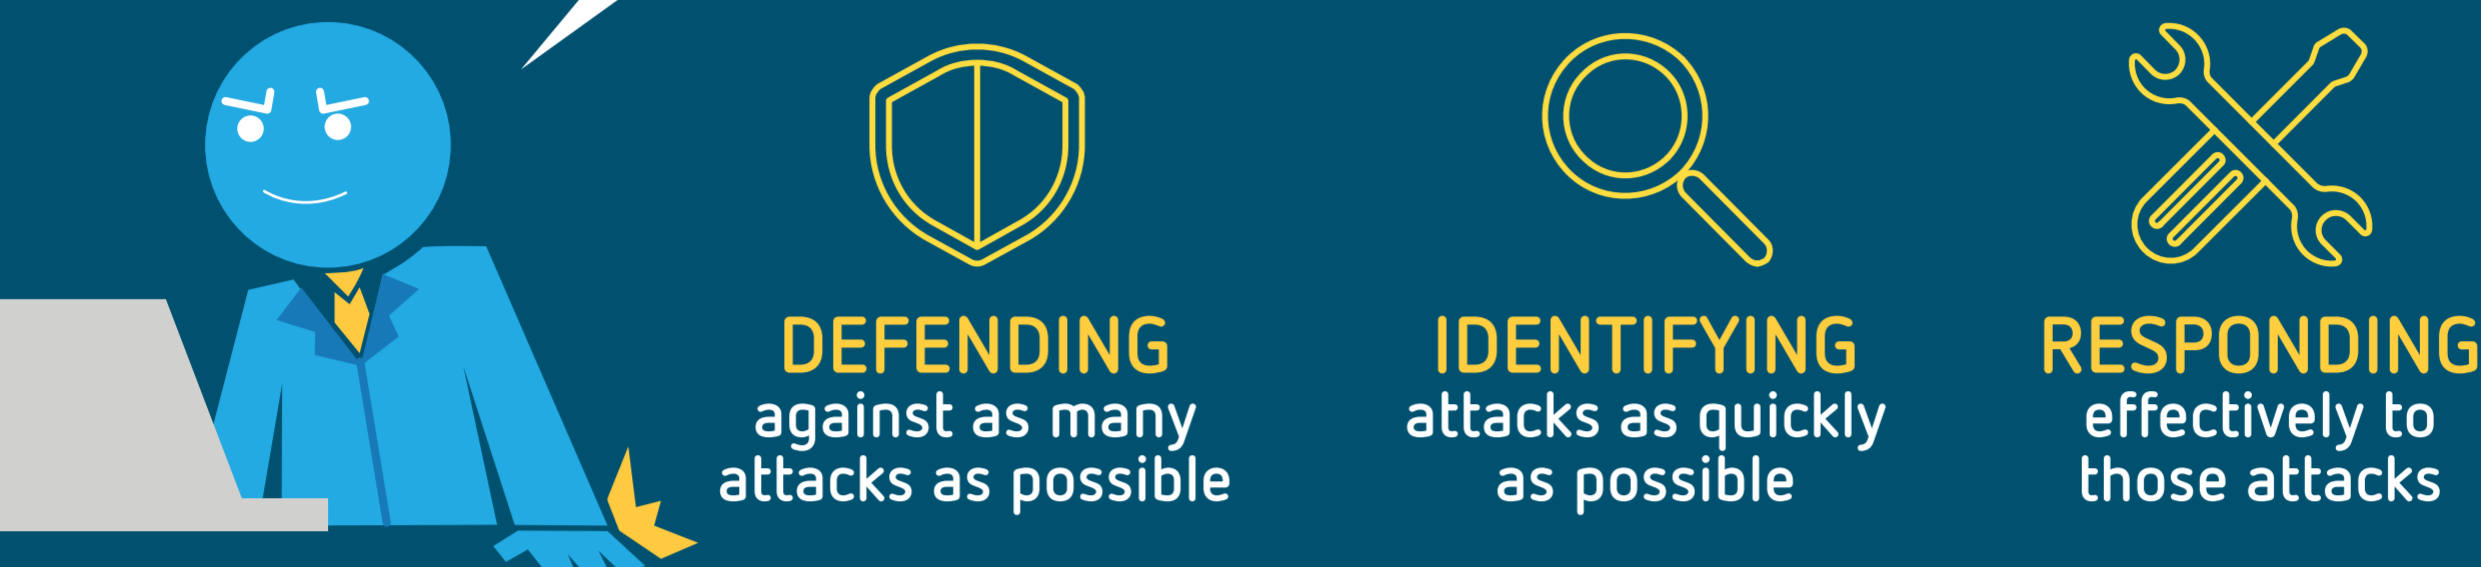 DEFENDING
against as many
attacks as possible
IDENTIFYING
attacks as quickly
as possible
RESPONDING
effectively to
those attacks